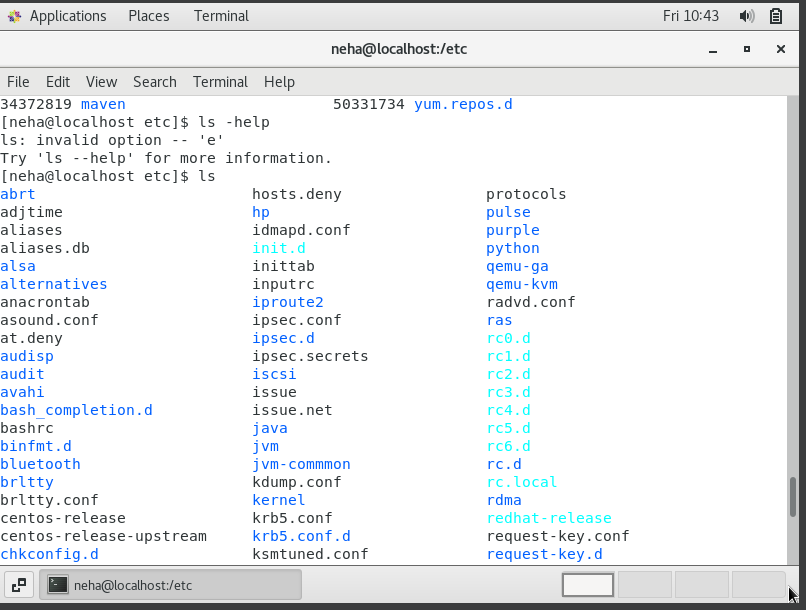 Applications Places Terminal Fri 10:43
neha@localhost:/etc
File Edit View Search Terminal Help
34372819 maven 50331734 yum.repos.d
[neha@localhost etc]$ ls -help
ls: invalid option -- 'e'
Try 'ls --help' for more information.
[neha@localhost etc]$ ls
abrt hosts.deny protocols
adjtime hp pulse
aliases idmapd.conf purple
aliases.db init.d python
alsa inittab qemu-ga
alternatives inputrc qemu-kvm
anacrontab iproute2 radvd.conf
asound.conf ipsec.conf ras
at.deny ipsec.d rc0.d
audisp ipsec.secrets rc1.d
audit iscsi rc2.d
avahi issue rc3.d
bash_completion.d issue.net rc4.d
bashrc java rc5.d
binfmt.d jvm rc6.d
bluetooth jvm-commmon rc.d
brltty kdump.conf rc.local
brltty.conf kernel rdma
centos-release krb5.conf redhat-release
centos-release-upstream krb5.conf.d request-key.conf
chkconfig.d ksmtuned.conf request-key.d
neha@localhost:/etc